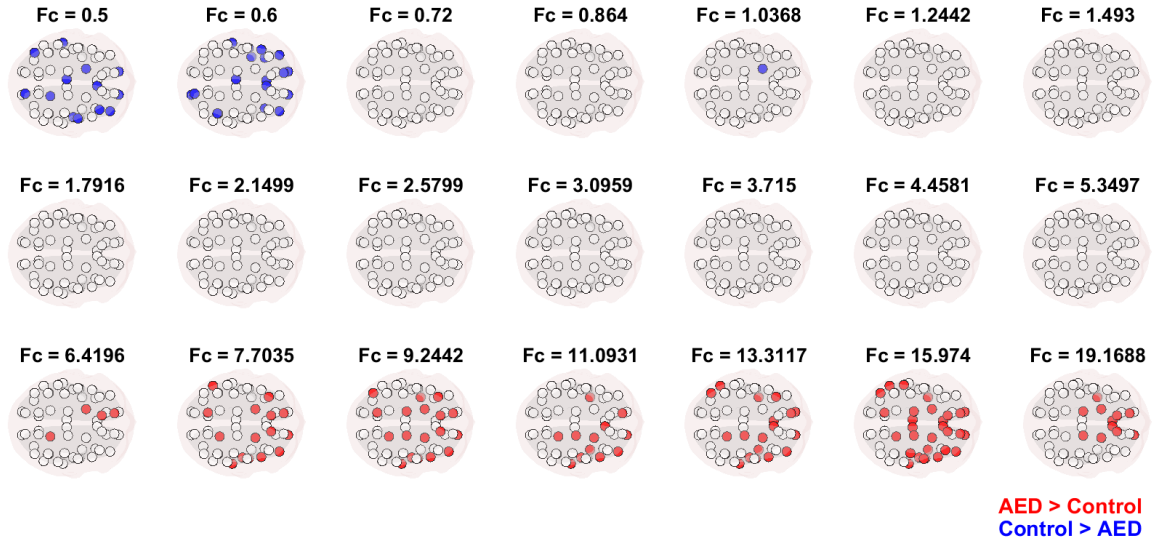 Fc = 0.5 Fc = 0.6 Fc = 0.72 Fc = 0.864 Fc = 1.0368 Fc = 1.2442 Fc = 1.493
Fc = 1.7916 Fc = 2.1499 Fc = 2.5799 Fc = 3.0959 Fc = 3.715 Fc = 4.4581 Fc = 5.3497
Fc = 6.4196 Fc = 7.7035 Fc = 9.2442 Fc = 11.0931 Fc = 13.3117 Fc = 15.974 Fc = 19.1688
AED > Control
Control > AED